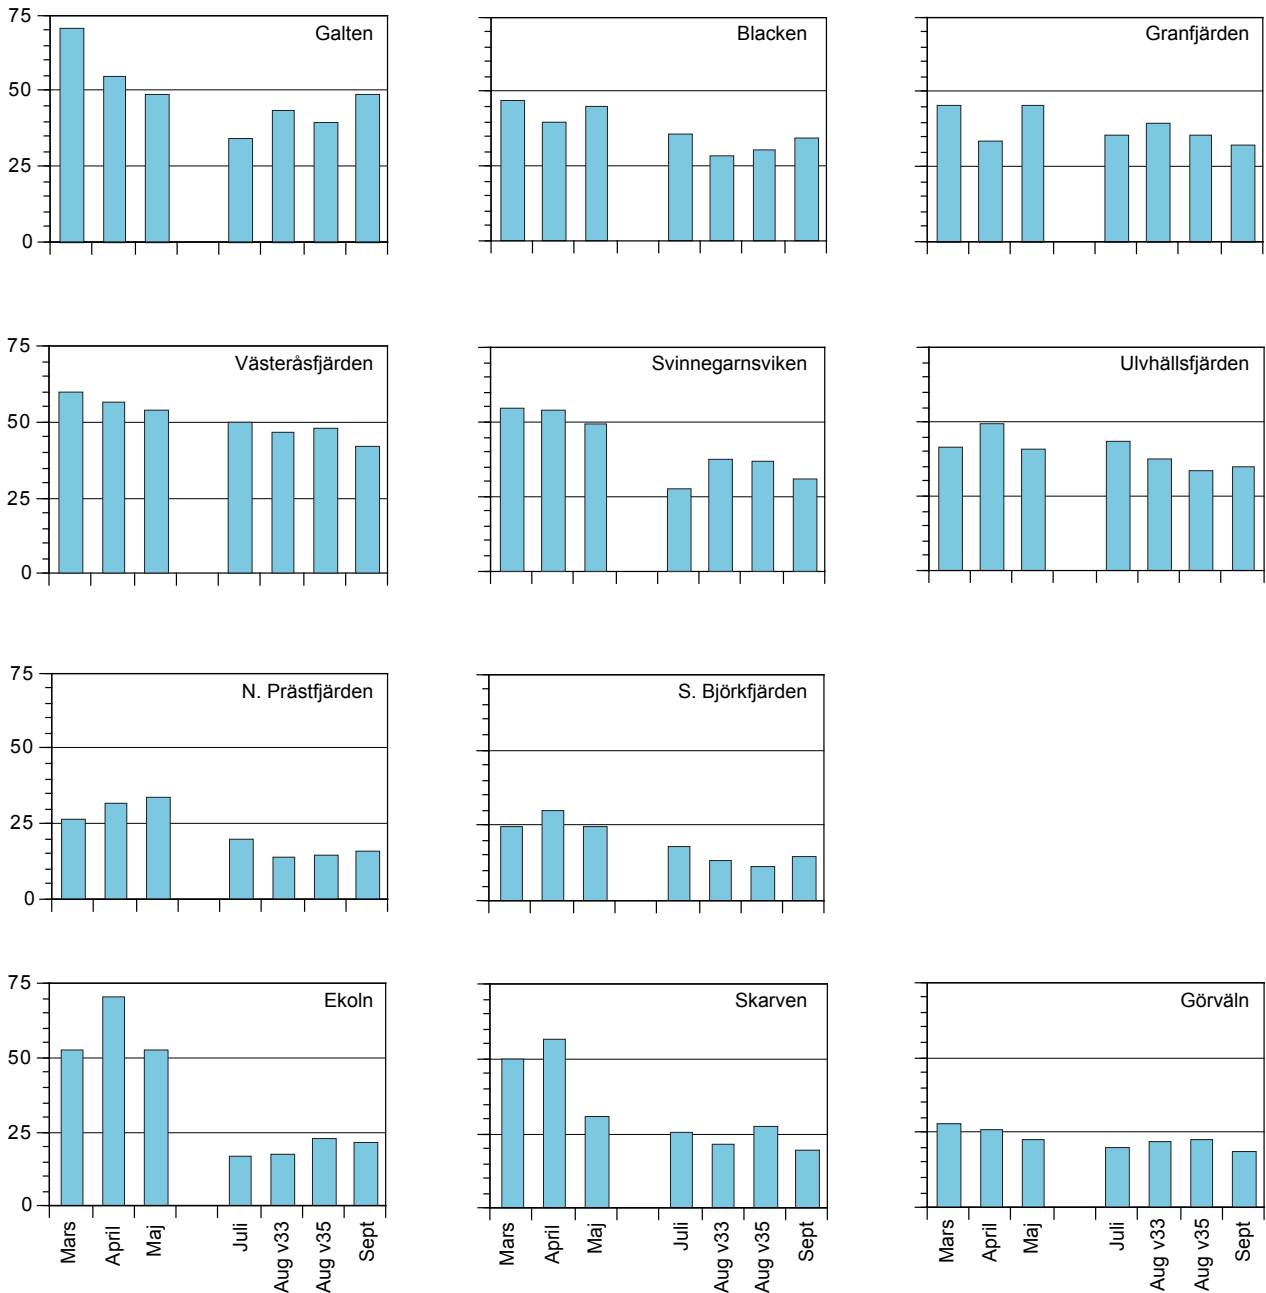 75
50
25
0
Galten
Blacken
Granfjärden
75
50
25
0
Västeråsfjärden
Svinnegarnsviken
Ulvhällsfjärden
75
50
25
0
N. Prästfjärden
S. Björkfjärden
75
50
25
0
Ekoln
Skarven
Görväln
Mars
April
Maj
Juli
Aug v33
Aug v35
Sept
Mars
April
Maj
Juli
Aug v33
Aug v35
Sept
Mars
April
Maj
Juli
Aug v33
Aug v35
Sept